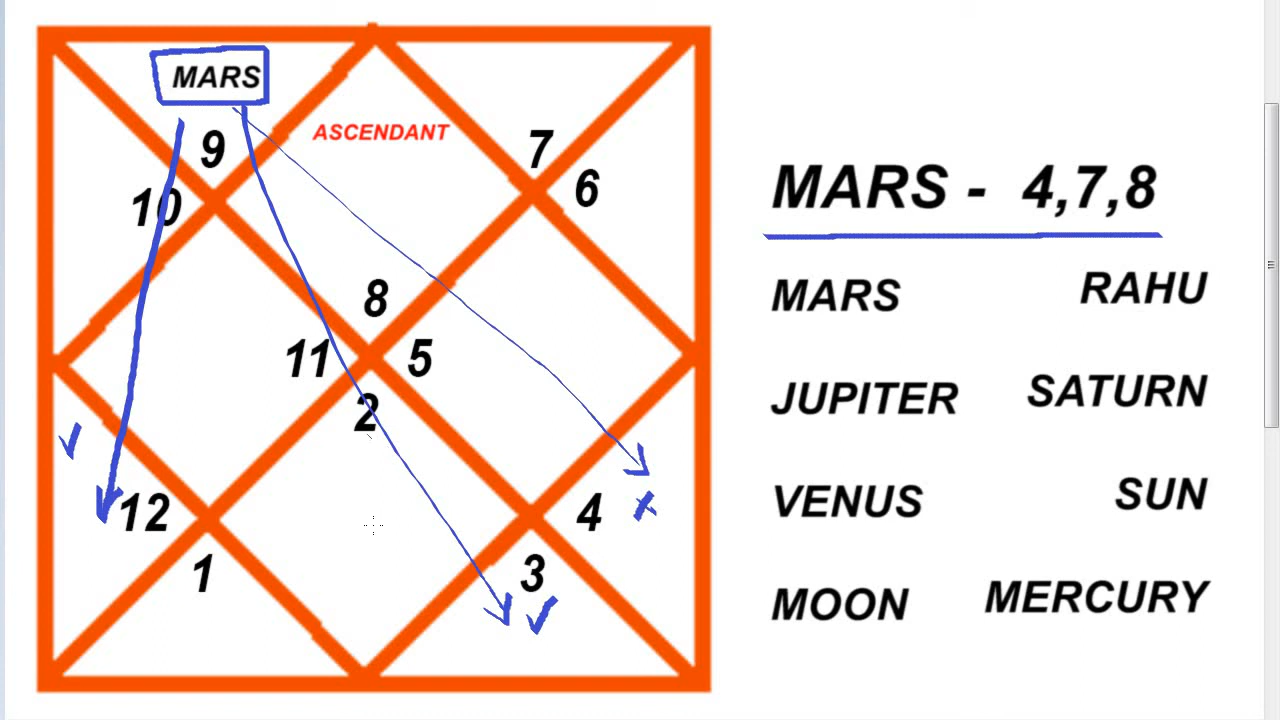 MARS
ASCENDANT
9
7
10
6
8
11
5
2
12
4
1
3
MARS - 4,7,8
MARS RAHU
JUPITER SATURN
VENUS SUN
MOON MERCURY